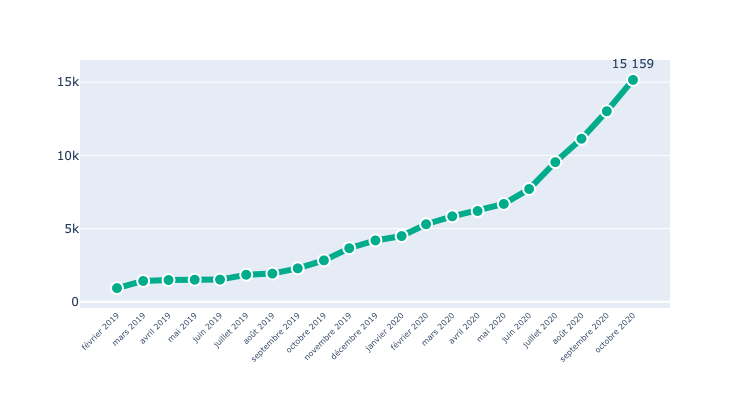 15 159
15k
10k
5k
0
février 2019
mars 2019
avril 2019
mai 2019
juin 2019
juillet 2019
août 2019
septembre 2019
octobre 2019
novembre 2019
décembre 2019
janvier 2020
février 2020
mars 2020
avril 2020
mai 2020
juin 2020
juillet 2020
août 2020
septembre 2020
octobre 2020